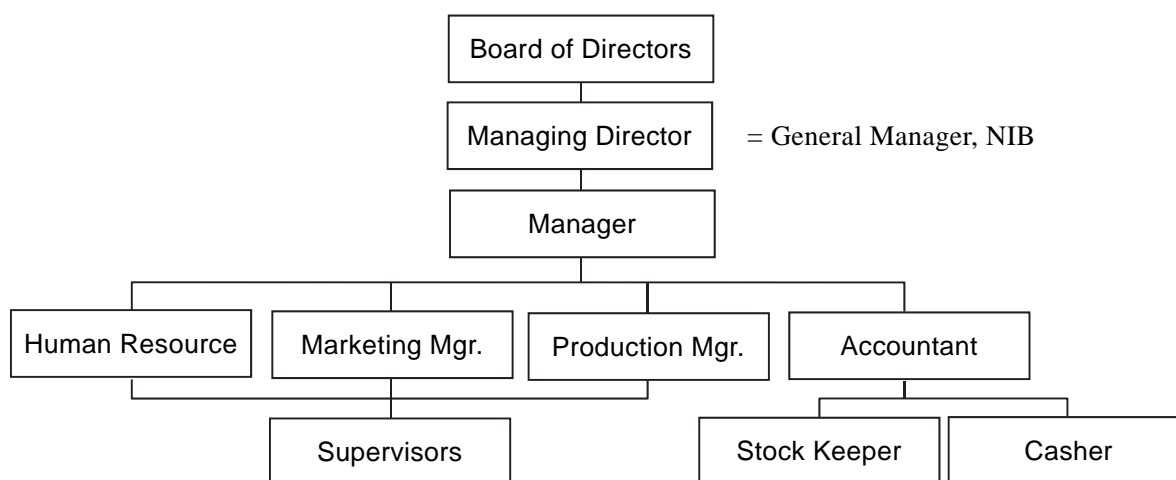 Board of Directors
Managing Director
= General Manager, NIB
Manager
Human Resource
Marketing Mgr.
Production Mgr.
Accountant
Supervisors
Stock Keeper
Casher